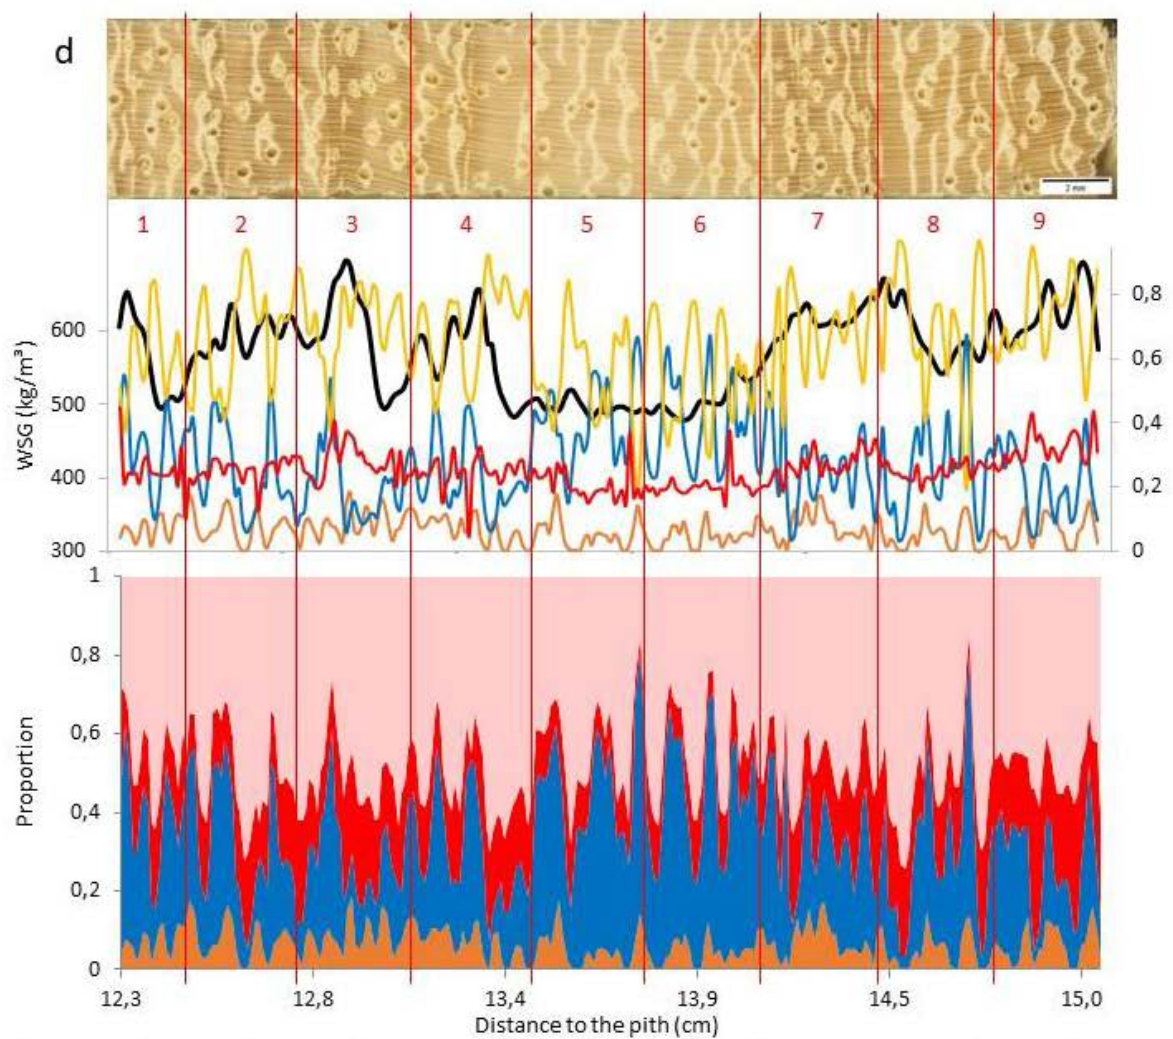 d
2 mm
1 2 3 4 5 6 7 8 9
WSG (kg/m³)
600
500
400
300
0,8
0,6
0,4
0,2
0
Proportion
1
0,8
0,6
0,4
0,2
0
12,3 12,8 13,4 13,9 14,5 15,0
Distance to the pith (cm)